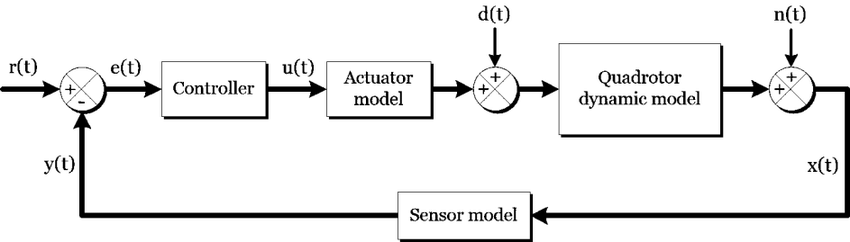 d(t)
n(t)
r(t)
e(t)
u(t)
+
-
Controller
Actuator
model
+
+
Quadrotor
dynamic model
+
+
y(t)
x(t)
Sensor model